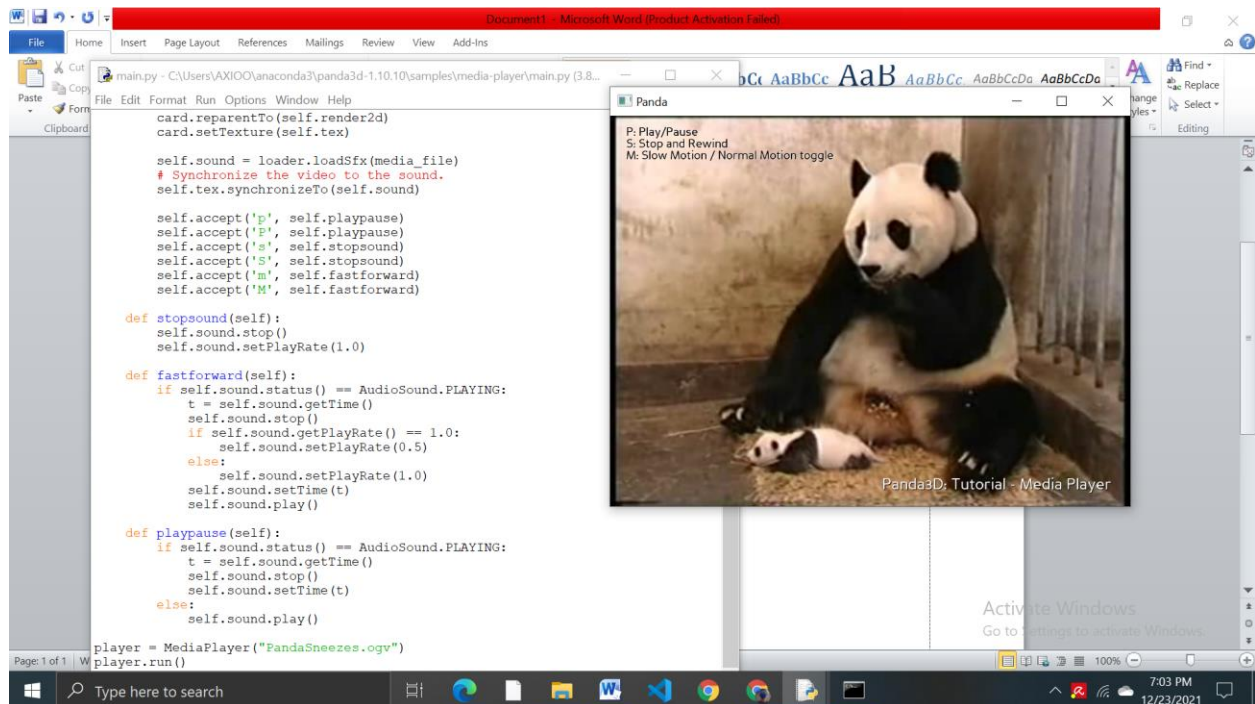 Document1 - Microsoft Word (Product Activation Failed)
File Home Insert Page Layout References Mailings Review View Add-Ins
Cut
Copy
Paste
Clipboard
AaBbCc AaB AaBbCc. AaBbCcDa AaBbCcDa
Find
Replace
Select
Editing
main.py - C:\Users\AXIOO\anaconda3\panda3d-1.10.10\samples\media-player\main.py (3.8...
File Edit Format Run Options Window Help
card.reparentTo(self.render2d)
card.setTexture(self.tex)
self.sound = loader.loadSfx(media_file)
# Synchronize the video to the sound.
self.tex.synchronizeTo(self.sound)
self.accept('p', self.playpause)
self.accept('P', self.playpause)
self.accept('s', self.stopsound)
self.accept('S', self.stopsound)
self.accept('m', self.fastforward)
self.accept('M', self.fastforward)
def stopsound(self):
self.sound.stop()
self.sound.setPlayRate(1.0)
def fastforward(self):
if self.sound.status() == AudioSound.PLAYING:
t = self.sound.getTime()
self.sound.stop()
if self.sound.getPlayRate() == 1.0:
self.sound.setPlayRate(0.5)
else:
self.sound.setPlayRate(1.0)
self.sound.setTime(t)
self.sound.play()
def playpause(self):
if self.sound.status() == AudioSound.PLAYING:
t = self.sound.getTime()
self.sound.stop()
self.sound.setTime(t)
else:
self.sound.play()
player = MediaPlayer("PandaSneezes.ogv")
player.run()
Panda
P: Play/Pause
S: Stop and Rewind
M: Slow Motion / Normal Motion toggle
Panda3D: Tutorial - Media Player
Activate Windows
Go to Settings to activate Windows.
Page: 1 of 1
100%
Type here to search
7:03 PM
12/23/2021